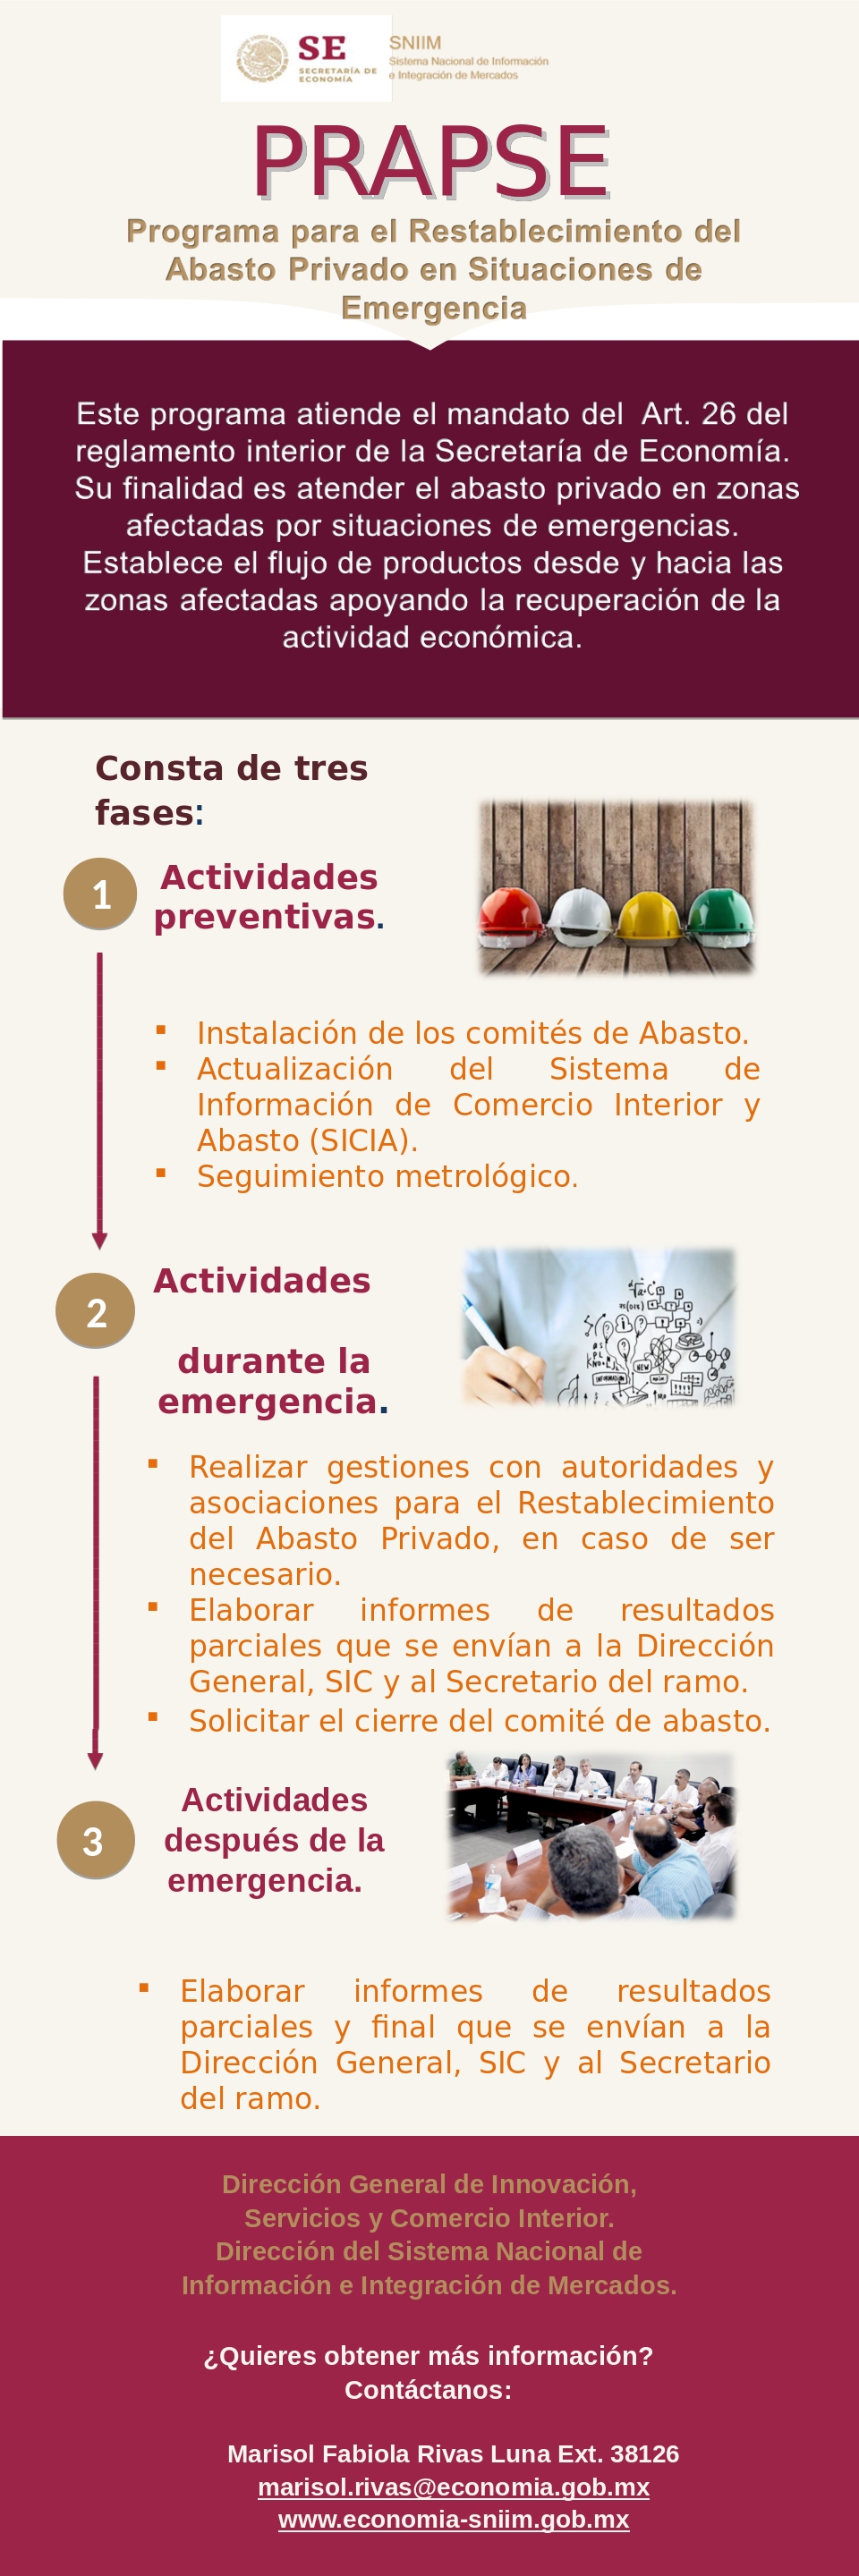 SE
SECRETARÍA DE
ECONOMÍA
SNIIM
Sistema Nacional de Información
e Integración de Mercados
PRAPSE
Programa para el Restablecimiento del
Abasto Privado en Situaciones de
Emergencia
Este programa atiende el mandato del Art. 26 del
reglamento interior de la Secretaría de Economía.
Su finalidad es atender el abasto privado en zonas
afectadas por situaciones de emergencias.
Establece el flujo de productos desde y hacia las
zonas afectadas apoyando la recuperación de la
actividad económica.
Consta de tres
fases:
1
Actividades
preventivas.
▪ Instalación de los comités de Abasto.
▪ Actualización del Sistema de
Información de Comercio Interior y
Abasto (SICIA).
▪ Seguimiento metrológico.
2
Actividades
durante la
emergencia.
▪ Realizar gestiones con autoridades y
asociaciones para el Restablecimiento
del Abasto Privado, en caso de ser
necesario.
▪ Elaborar informes de resultados
parciales que se envían a la Dirección
General, SIC y al Secretario del ramo.
▪ Solicitar el cierre del comité de abasto.
3
Actividades
después de la
emergencia.
▪ Elaborar informes de resultados
parciales y final que se envían a la
Dirección General, SIC y al Secretario
del ramo.
Dirección General de Innovación,
Servicios y Comercio Interior.
Dirección del Sistema Nacional de
Información e Integración de Mercados.
¿Quieres obtener más información?
Contáctanos:
Marisol Fabiola Rivas Luna Ext. 38126
marisol.rivas@economia.gob.mx
www.economia-sniim.gob.mx